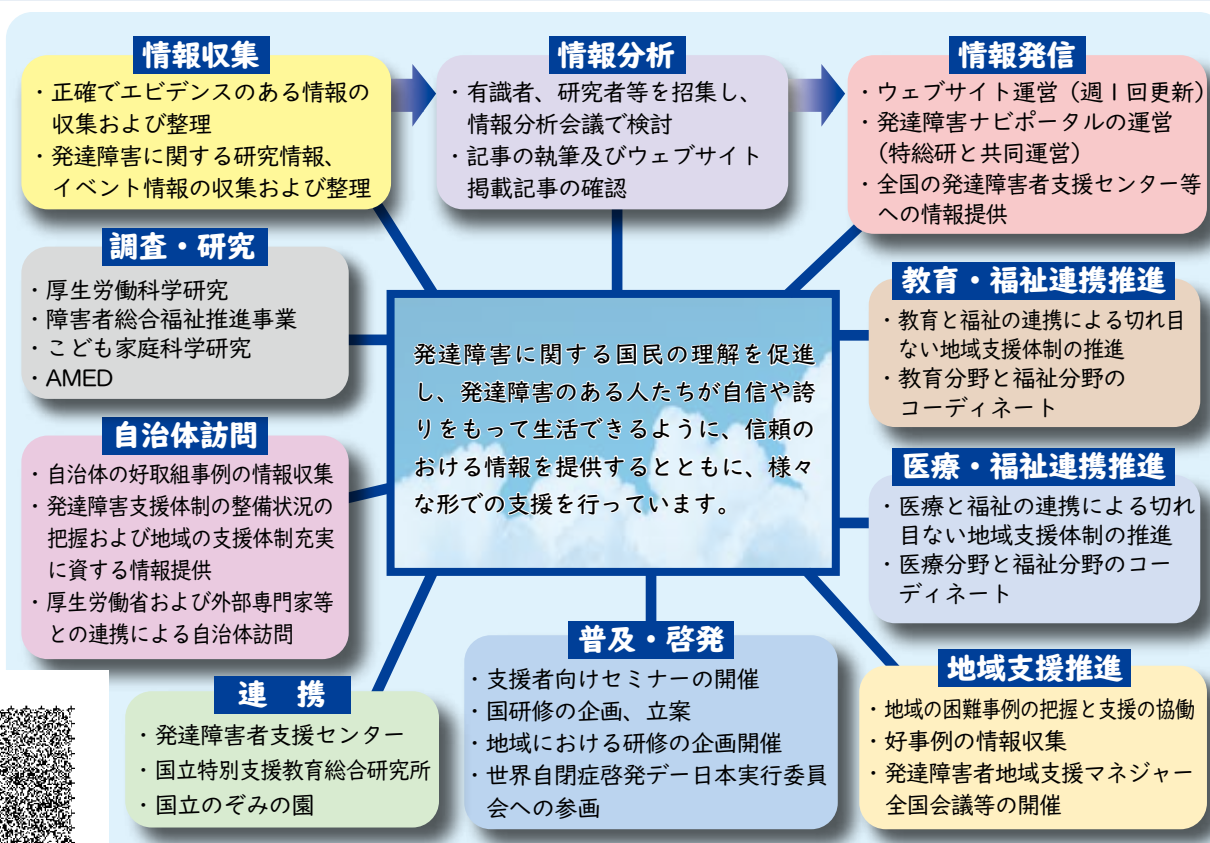 情報収集
・正確でエビデンスのある情報の
収集および整理
・発達障害に関する研究情報、
イベント情報の収集および整理
情報分析
・有識者、研究者等を招集し、
情報分析会議で検討
・記事の執筆及びウェブサイト
掲載記事の確認
情報発信
・ウェブサイト運営（週１回更新）
・発達障害ナビポータルの運営
（特総研と共同運営）
・全国の発達障害者支援センター等
への情報提供
調査・研究
・厚生労働科学研究
・障害者総合福祉推進事業
・こども家庭科学研究
・AMED
発達障害に関する国民の理解を促進
し、発達障害のある人たちが自信や誇
りをもって生活できるように、信頼の
おける情報を提供するとともに、様々
な形での支援を行っています。
教育・福祉連携推進
・教育と福祉の連携による切れ目
ない地域支援体制の推進
・教育分野と福祉分野の
コーディネート
自治体訪問
・自治体の好取組事例の情報収集
・発達障害支援体制の整備状況の
把握および地域の支援体制充実
に資する情報提供
・厚生労働省および外部専門家等
との連携による自治体訪問
医療・福祉連携推進
・医療と福祉の連携による切れ
目ない地域支援体制の推進
・医療分野と福祉分野のコー
ディネート
連　携
・発達障害者支援センター
・国立特別支援教育総合研究所
・国立のぞみの園
普及・啓発
・支援者向けセミナーの開催
・国研修の企画、立案
・地域における研修の企画開催
・世界自閉症啓発デー日本実行委員
会への参画
地域支援推進
・地域の困難事例の把握と支援の協働
・好事例の情報収集
・発達障害者地域支援マネジャー
全国会議等の開催